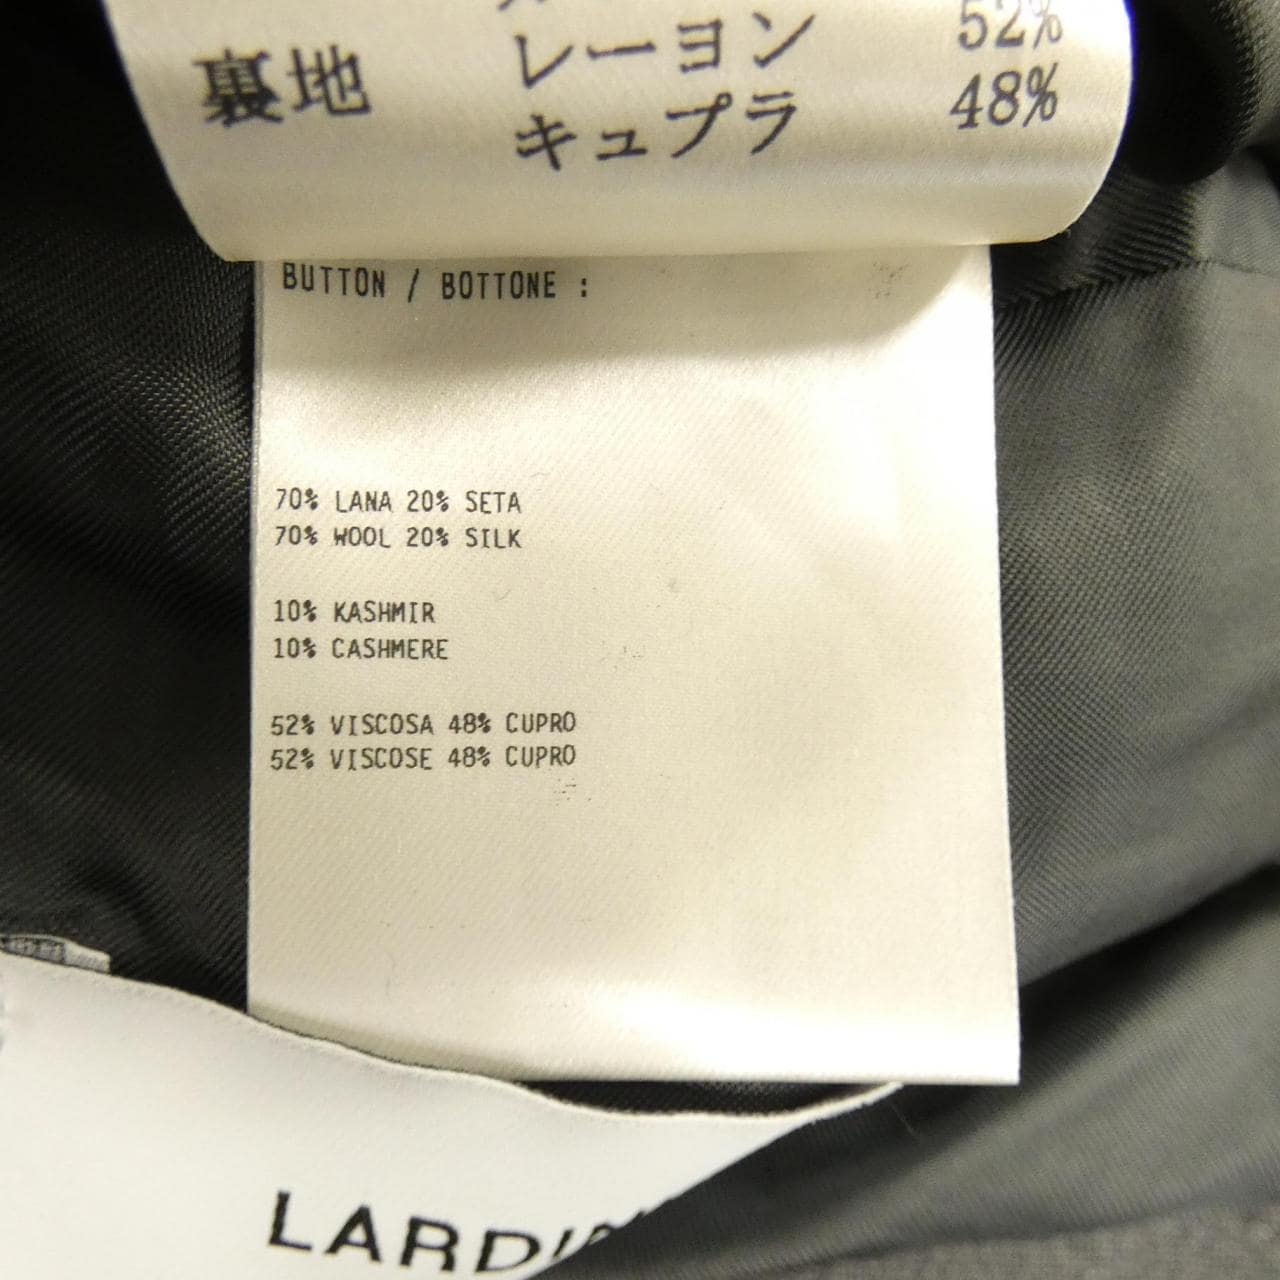 裏地 レーヨン 52%
キュプラ 48%
BUTTON / BOTTONE :
70% LANA 20% SETA
70% WOOL 20% SILK
10% KASHMIR
10% CASHMERE
52% VISCOSA 48% CUPRO
52% VISCOSE 48% CUPRO